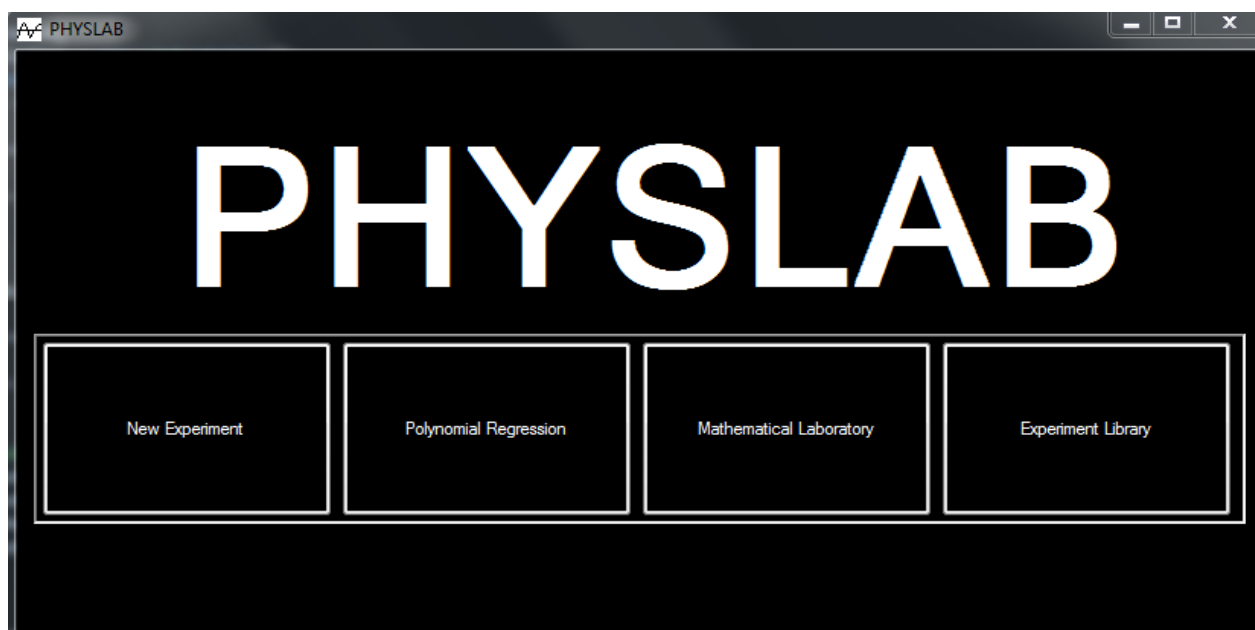 PHYSLAB
PHYSLAB
New Experiment
Polynomial Regression
Mathematical Laboratory
Experiment Library